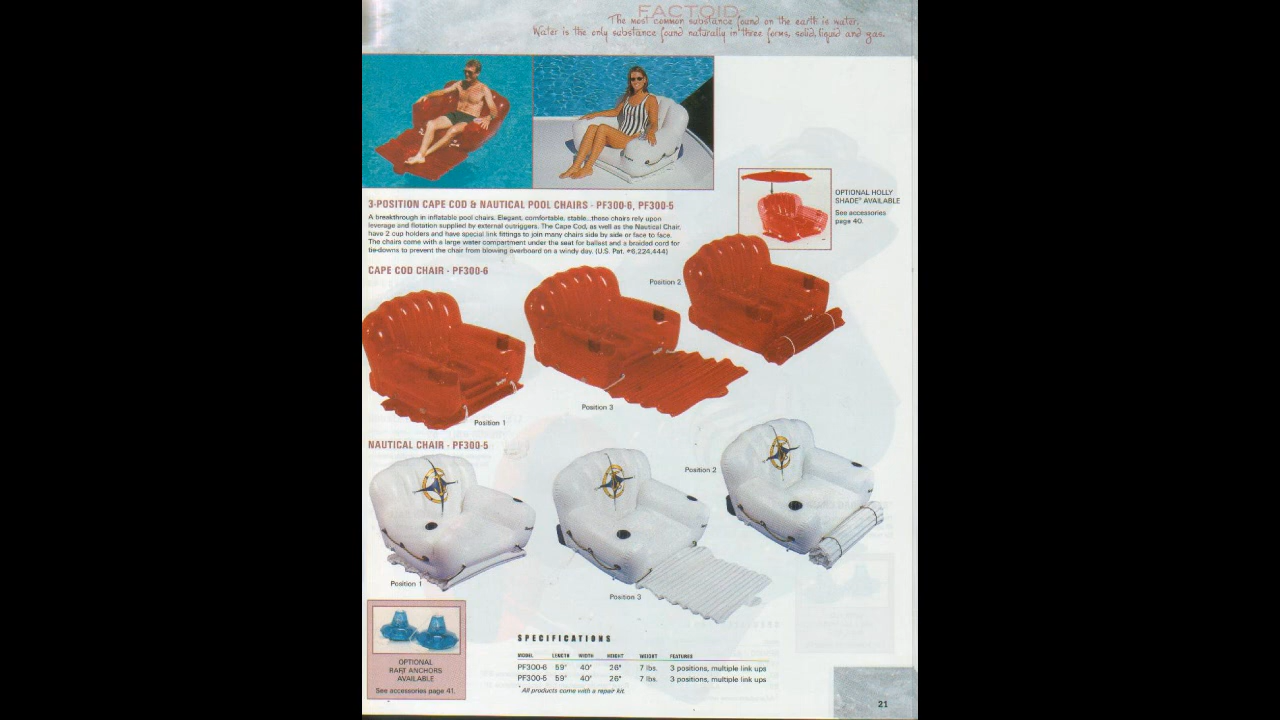 FACTOID:
The most common substance found on the earth is water.
Water is the only substance found naturally in three forms, solid, liquid and gas.
OPTIONAL HOLLY
SHADE® AVAILABLE
See accessories
page 40.
3-POSITION CAPE COD & NAUTICAL POOL CHAIRS - PF300-6, PF300-5
A breakthrough in inflatable pool chairs. Elegant, comfortable, stable...these chairs rely upon
leverage and flotation supplied by external outriggers. The Cape Cod, as well as the Nautical Chair,
have 2 cup holders and have special link fittings to join many chairs side by side or face to face.
The chairs come with a large water compartment under the seat for ballast and a braided cord for
tie-downs to prevent the chair from blowing overboard on a windy day. (U.S. Pat. #6,224,444)
CAPE COD CHAIR - PF300-6
Position 2
Position 3
Position 1
NAUTICAL CHAIR - PF300-5
Position 2
Position 1
Position 3
OPTIONAL
RAFT ANCHORS
AVAILABLE
See accessories page 41.
SPECIFICATIONS
MODEL LENGTH WIDTH HEIGHT WEIGHT FEATURES
PF300-6 59" 40" 26" 7 lbs. 3 positions, multiple link ups
PF300-5 59" 40" 26" 7 lbs. 3 positions, multiple link ups
*All products come with a repair kit.
21